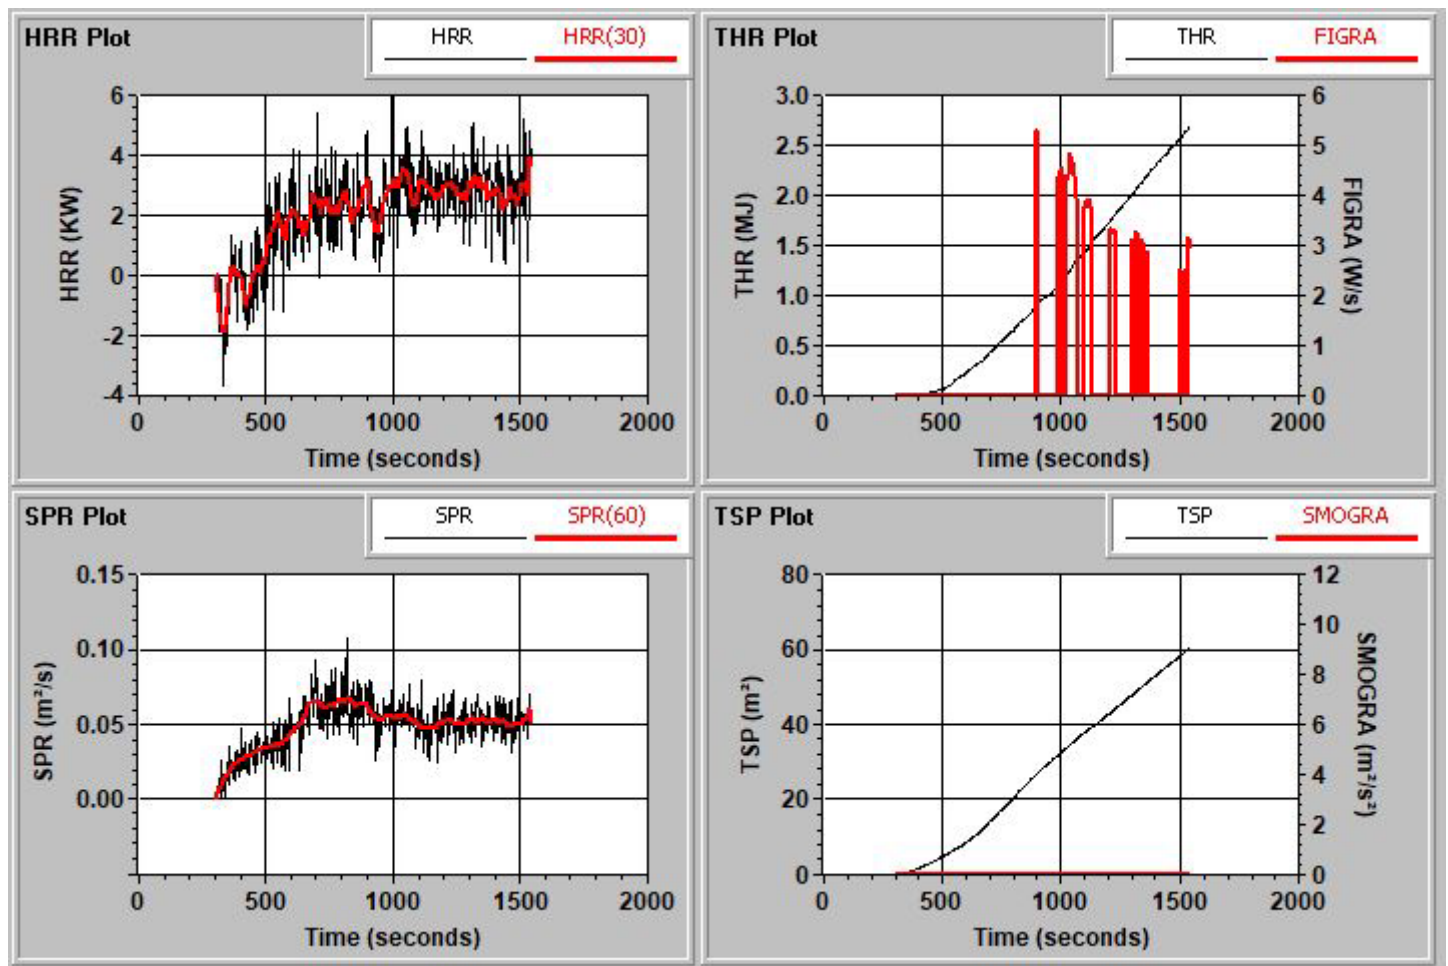 HRR Plot
HRR HRR(30)
6
4
2
0
-2
-4
HRR (KW)
0 500 1000 1500 2000
Time (seconds)
THR Plot
THR FIGRA
3.0
2.5
2.0
1.5
1.0
0.5
0.0
THR (MJ)
6
5
4
3
2
1
0
FIGRA (W/s)
0 500 1000 1500 2000
Time (seconds)
SPR Plot
SPR SPR(60)
0.15
0.10
0.05
0.00
SPR (m²/s)
0 500 1000 1500 2000
Time (seconds)
TSP Plot
TSP SMOGRA
80
60
40
20
0
TSP (m²)
12
10
8
6
4
2
0
SMOGRA (m²/s²)
0 500 1000 1500 2000
Time (seconds)